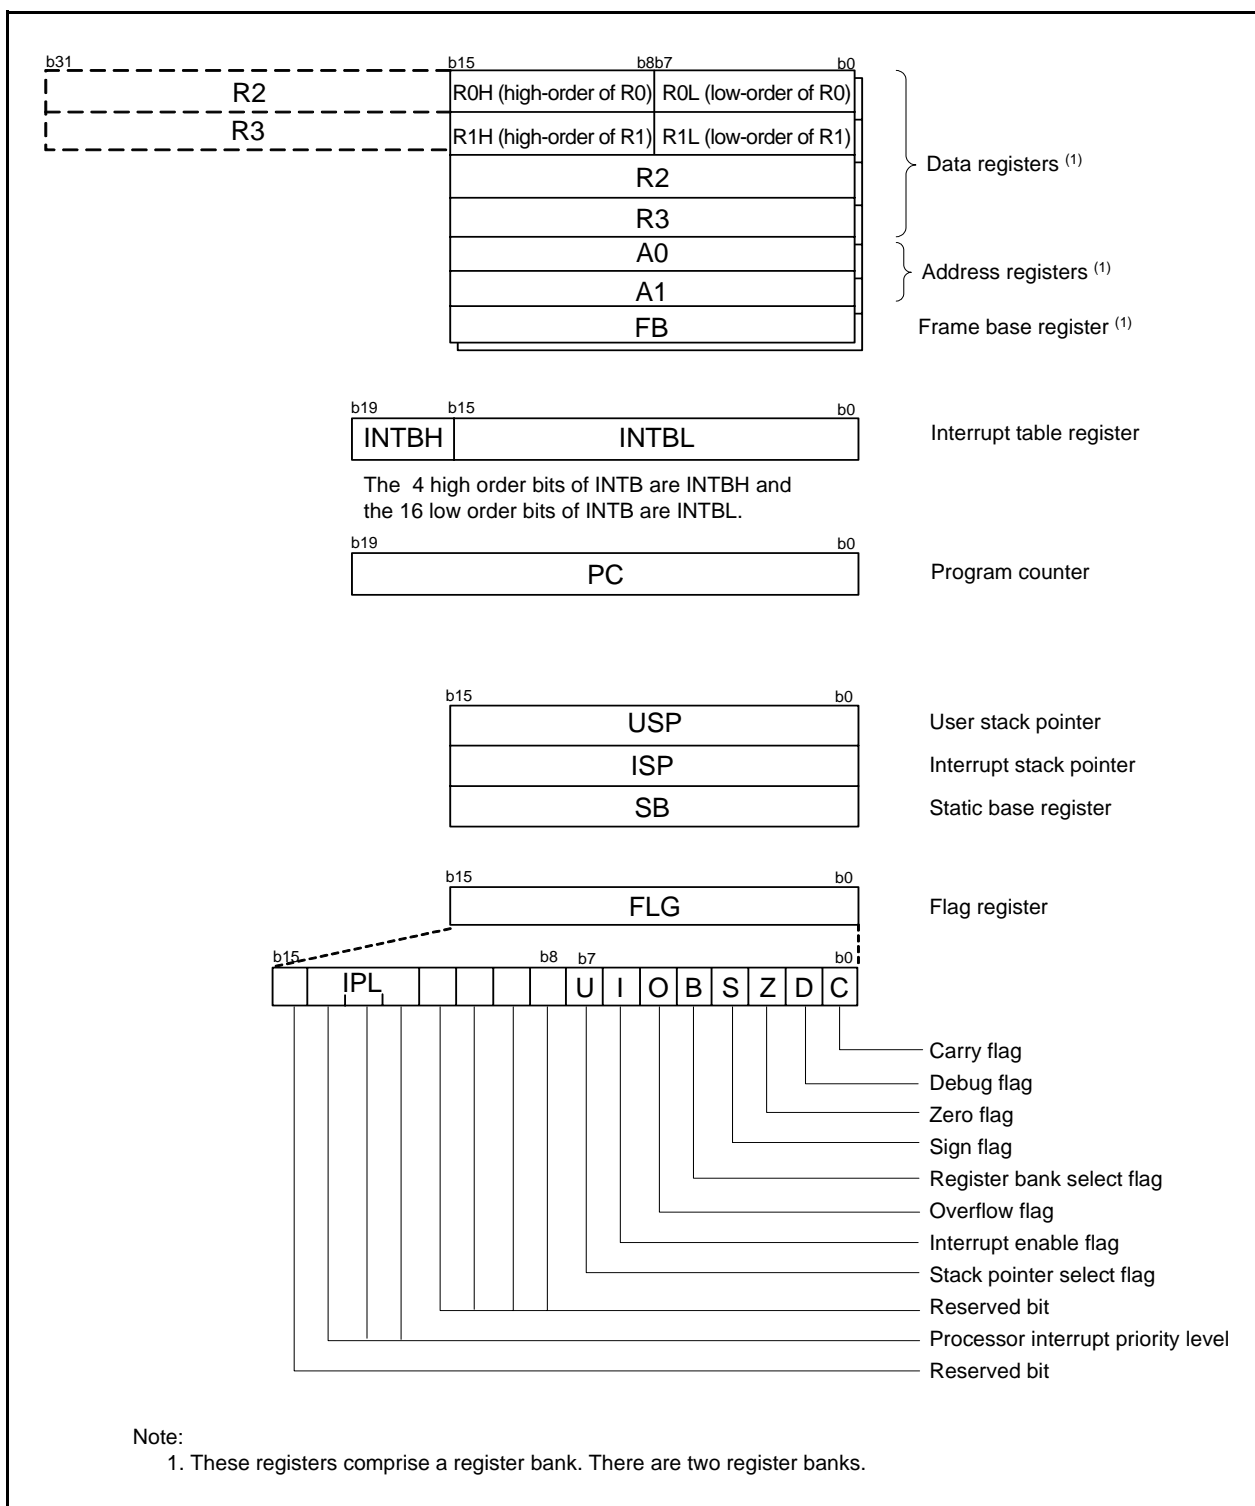 b31 b15 b8b7 b0
R2 R0H (high-order of R0) R0L (low-order of R0)
R3 R1H (high-order of R1) R1L (low-order of R1)
Data registers (1)
R2
R3
A0
Address registers (1)
A1
FB Frame base register (1)
b19 b15 b0
INTBH INTBL Interrupt table register
The 4 high order bits of INTB are INTBH and
the 16 low order bits of INTB are INTBL.
b19 b0
PC Program counter
b15 b0
USP User stack pointer
ISP Interrupt stack pointer
SB Static base register
b15 b0
FLG Flag register
b15 b8 b7 b0
IPL U I O B S Z D C
Carry flag
Debug flag
Zero flag
Sign flag
Register bank select flag
Overflow flag
Interrupt enable flag
Stack pointer select flag
Reserved bit
Processor interrupt priority level
Reserved bit
Note:
1. These registers comprise a register bank. There are two register banks.